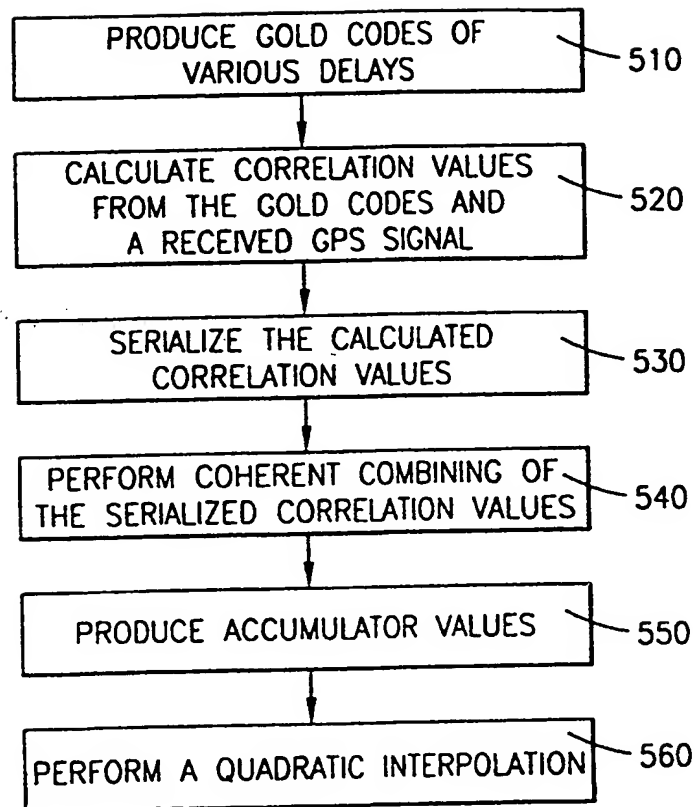 PRODUCE GOLD CODES OF
VARIOUS DELAYS
510
CALCULATE CORRELATION VALUES
FROM THE GOLD CODES AND
A RECEIVED GPS SIGNAL
520
SERIALIZE THE CALCULATED
CORRELATION VALUES
530
PERFORM COHERENT COMBINING OF
THE SERIALIZED CORRELATION VALUES
540
PRODUCE ACCUMULATOR VALUES
550
PERFORM A QUADRATIC INTERPOLATION
560